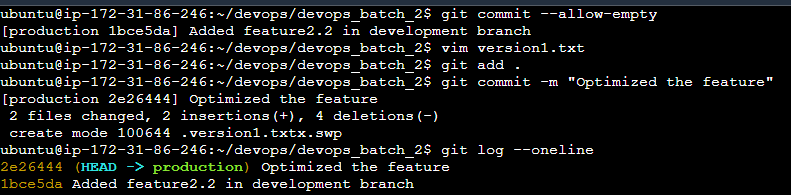 ubuntu@ip-172-31-86-246:~/devops/devops_batch_2$ git commit --allow-empty
[production 1bce5da] Added feature2.2 in development branch
ubuntu@ip-172-31-86-246:~/devops/devops_batch_2$ vim version1.txt
ubuntu@ip-172-31-86-246:~/devops/devops_batch_2$ git add .
ubuntu@ip-172-31-86-246:~/devops/devops_batch_2$ git commit -m "Optimized the feature"
[production 2e26444] Optimized the feature
 2 files changed, 2 insertions(+), 4 deletions(-)
 create mode 100644 .version1.txtx.swp
ubuntu@ip-172-31-86-246:~/devops/devops_batch_2$ git log --oneline
2e26444 (HEAD -> production) Optimized the feature
1bce5da Added feature2.2 in development branch